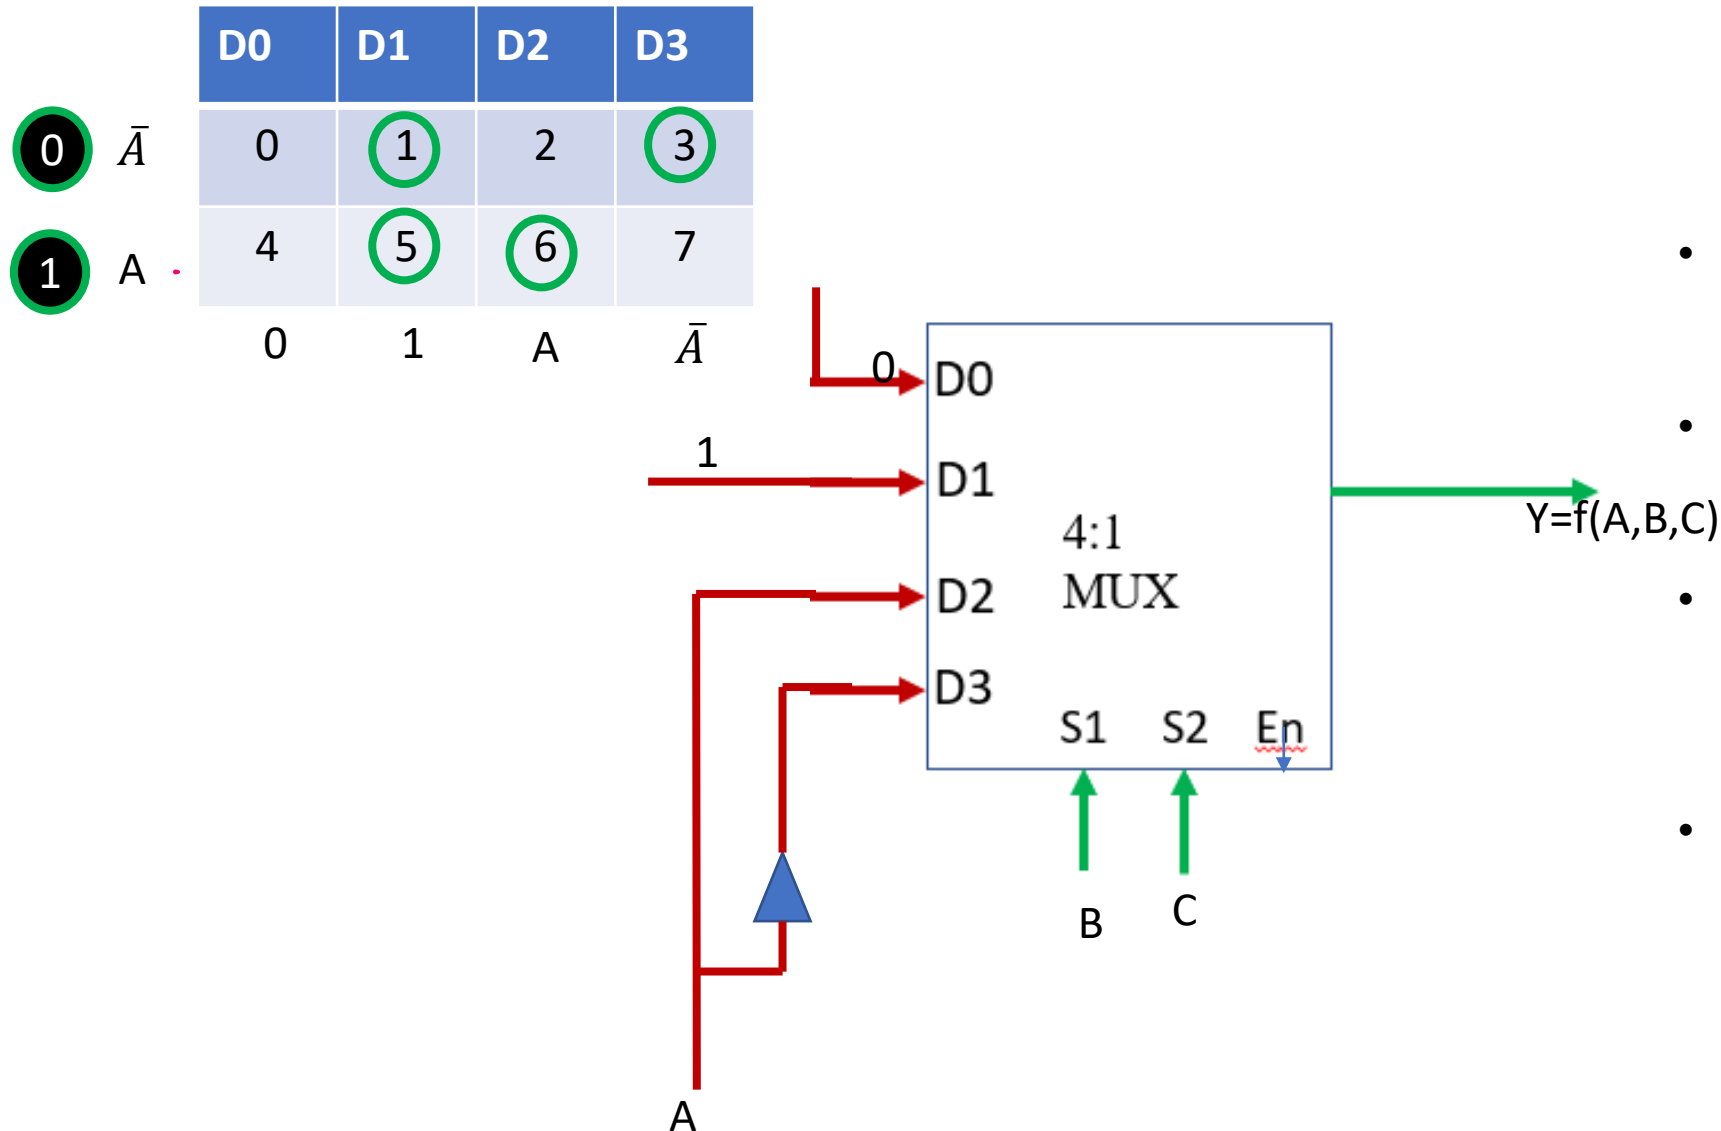 D0 D1 D2 D3
0 Ā 0 1 2 3
1 A 4 5 6 7
0 1 A Ā
0 D0
1 D1
Y=f(A,B,C)
4:1
MUX
D2
D3
S1 S2 En
B C
A